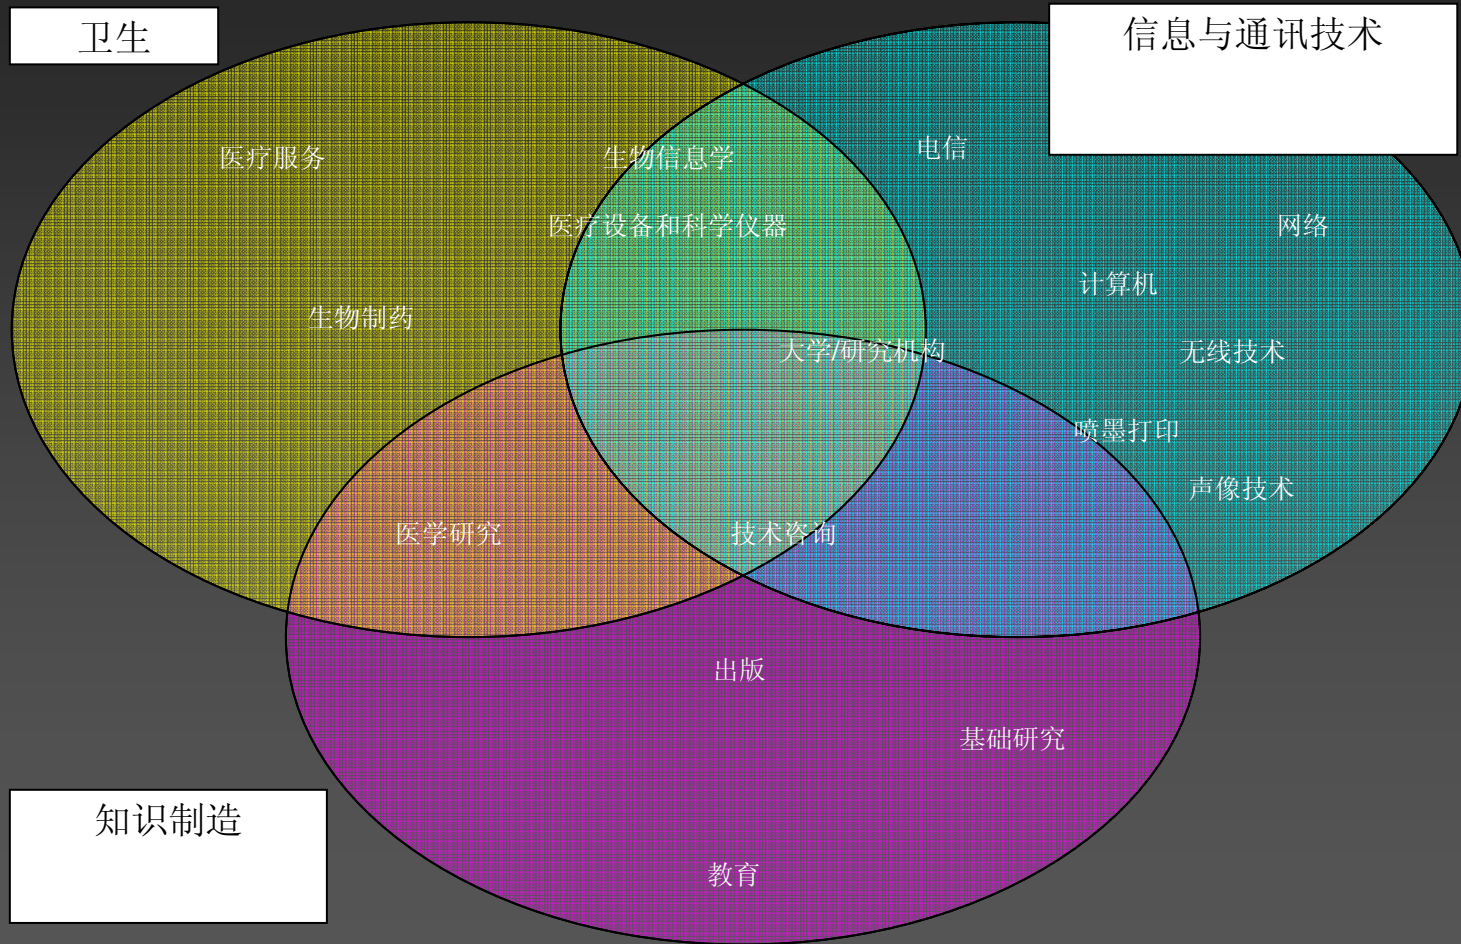 卫生
信息与通讯技术
医疗服务
生物信息学
电信
医疗设备和科学仪器
网络
计算机
生物制药
大学/研究机构
无线技术
喷墨打印
声像技术
医学研究
技术咨询
出版
基础研究
知识制造
教育